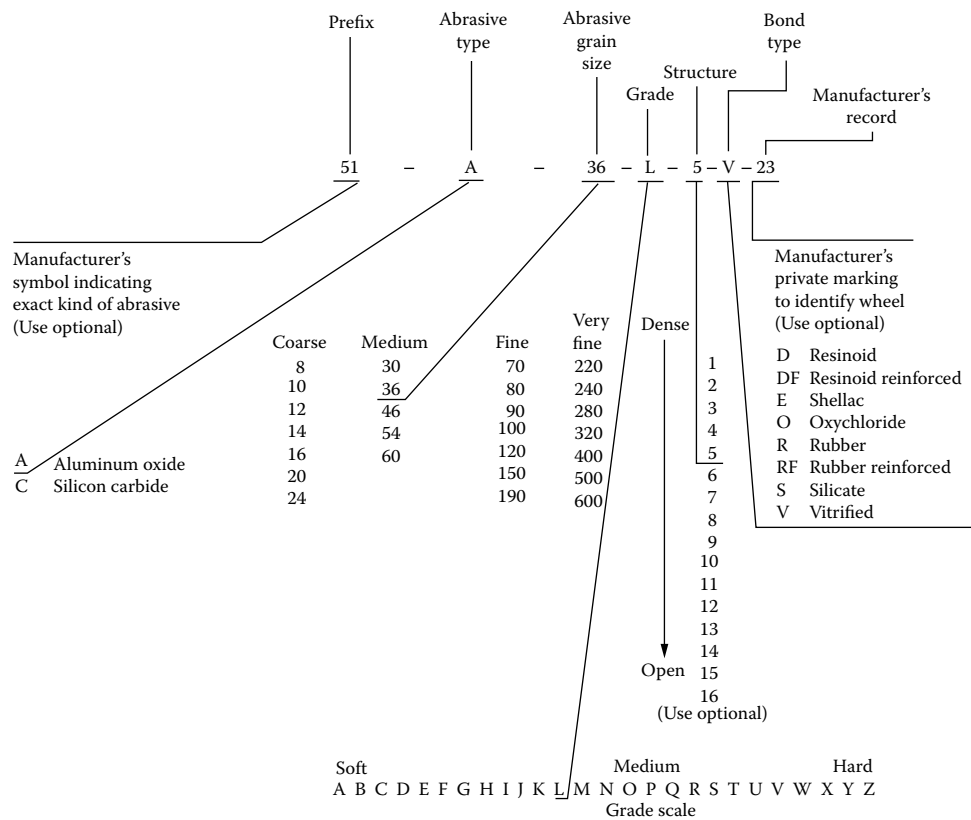 Prefix
Abrasive
type
Abrasive
grain
size
Grade
Structure
Bond
type
Manufacturer's
record
51 – A – 36 – L – 5 – V – 23
Manufacturer's
symbol indicating
exact kind of abrasive
(Use optional)
A Aluminum oxide
C Silicon carbide
Coarse
8
10
12
14
16
20
24
Medium
30
36
46
54
60
Fine
70
80
90
100
120
150
190
Very
fine
220
240
280
320
400
500
600
Dense
Open
1
2
3
4
5
6
7
8
9
10
11
12
13
14
15
16
(Use optional)
Manufacturer's
private marking
to identify wheel
(Use optional)
D Resinoid
DF Resinoid reinforced
E Shellac
O Oxychloride
R Rubber
RF Rubber reinforced
S Silicate
V Vitrified
Soft Medium Hard
A B C D E F G H I J K L M N O P Q R S T U V W X Y Z
Grade scale